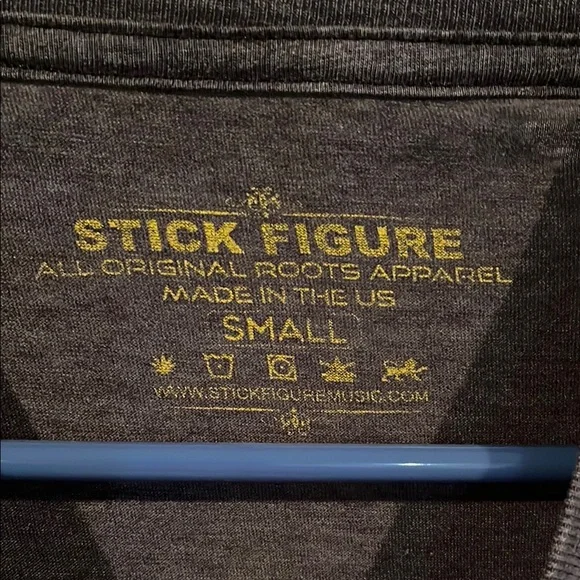 STICK FIGURE
ALL ORIGINAL ROOTS APPAREL
MADE IN THE US
SMALL
WWW.STICKFIGUREMUSIC.COM